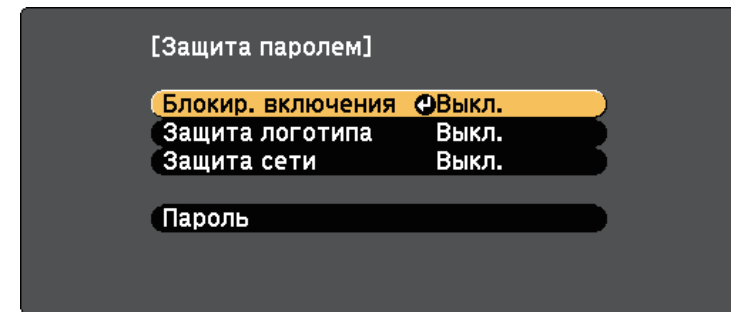 [Защита паролем]
Блокир. включения Выкл.
Защита логотипа Выкл.
Защита сети Выкл.
Пароль